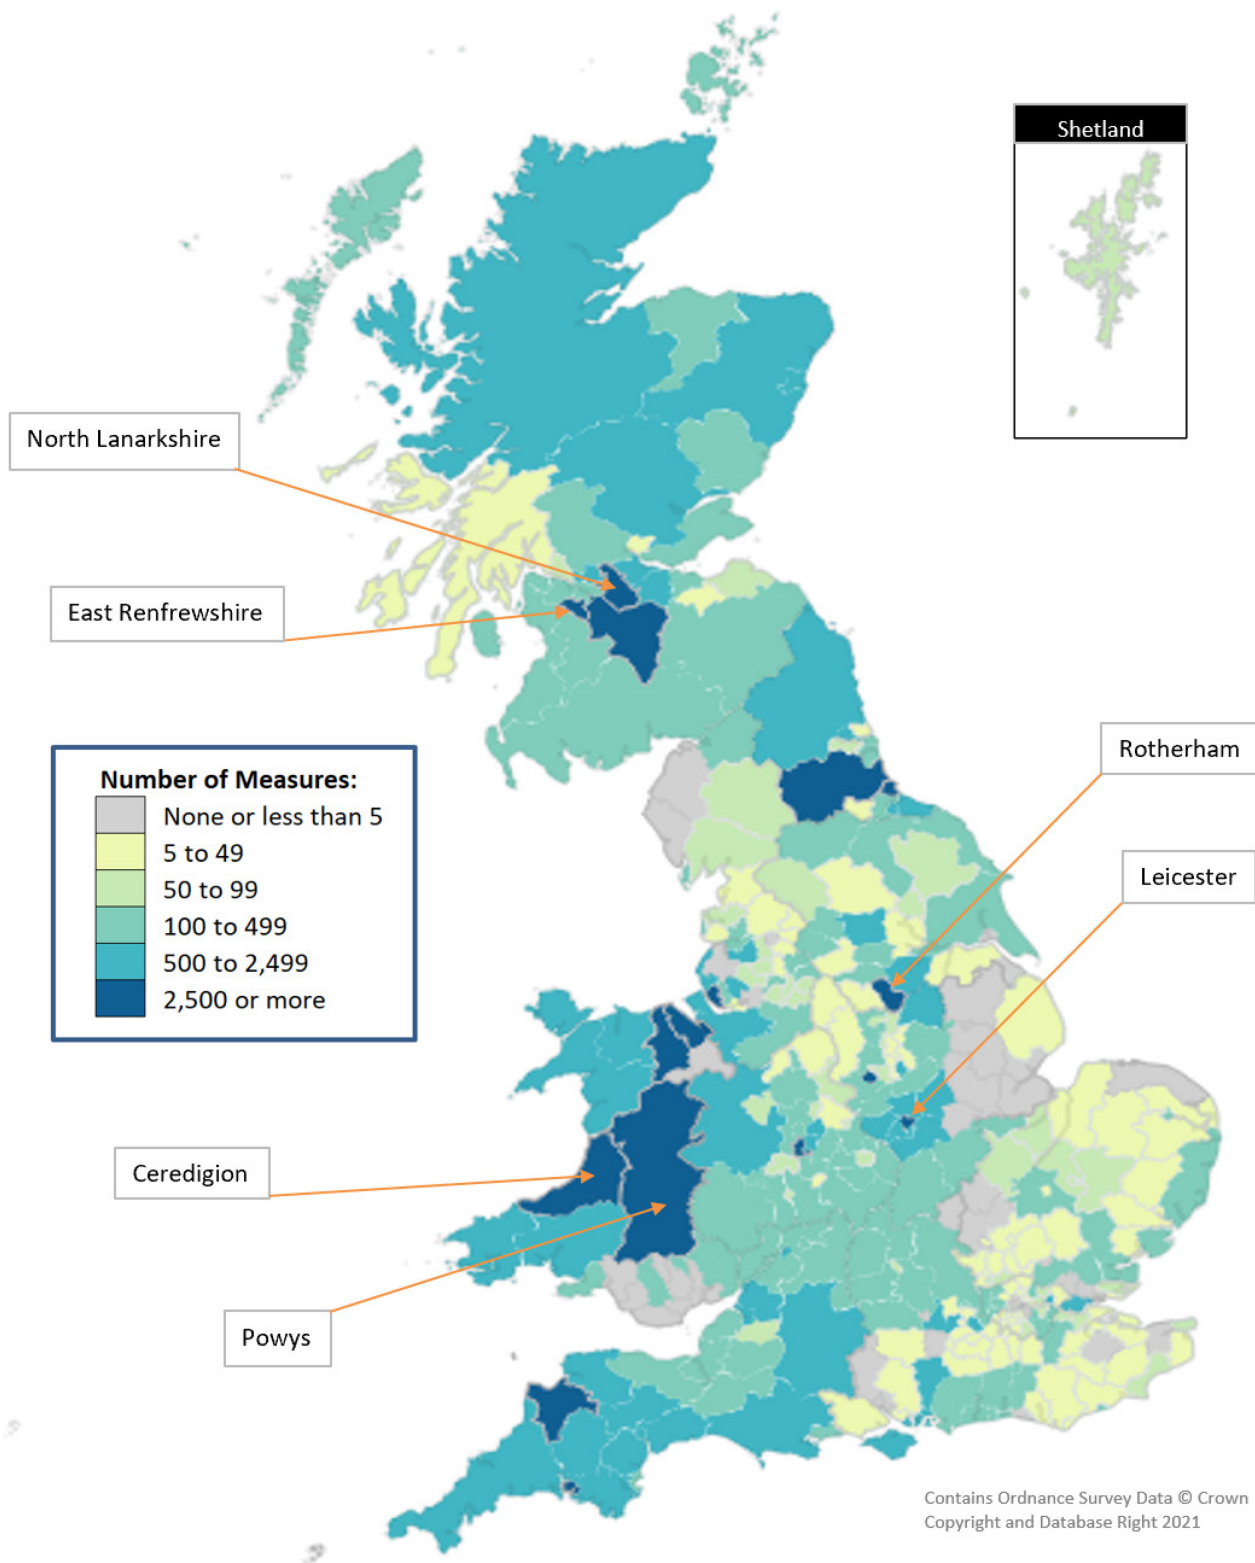 Shetland
North Lanarkshire
East Renfrewshire
Rotherham
Number of Measures:
None or less than 5
5 to 49
50 to 99
100 to 499
500 to 2,499
2,500 or more
Leicester
Ceredigion
Powys
Contains Ordnance Survey Data © Crown
Copyright and Database Right 2021